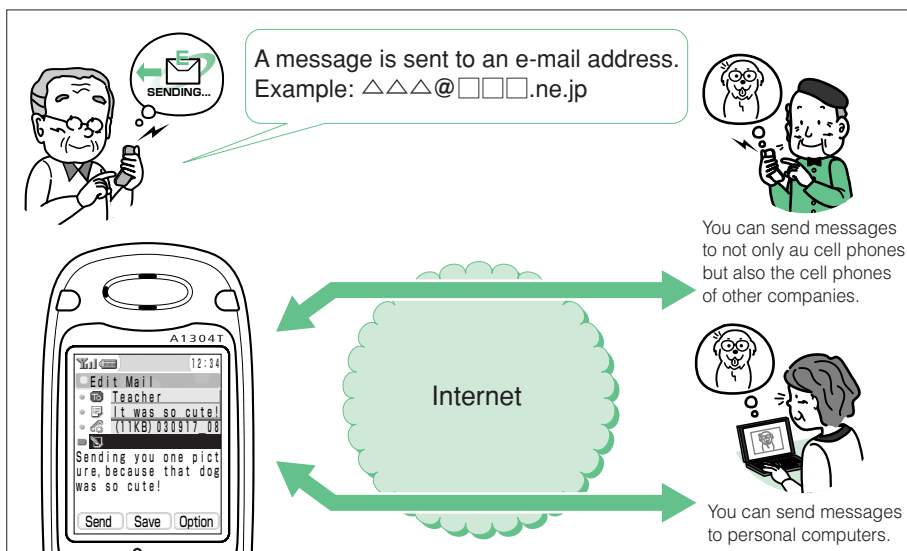 E
SENDING...
A message is sent to an e-mail address.
Example: △△△@□□□.ne.jp
You can send messages
to not only au cell phones
but also the cell phones
of other companies.
A1304T
12:34
Edit Mail
To Teacher
It was so cute!
(11KB)030917_08
Sending you one pict
ure,because that dog
was so cute!
Send Save Option
Internet
You can send messages
to personal computers.